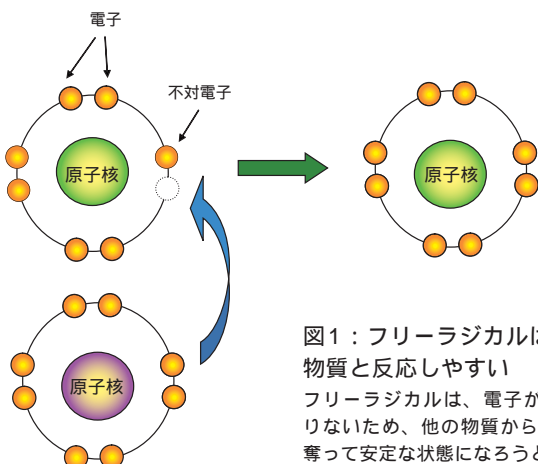 電子
不対電子
原子核
原子核
原子核
図1：フリーラジカルは
物質と反応しやすい
フリーラジカルは、電子が
りないため、他の物質から
奪って安定な状態になろうと